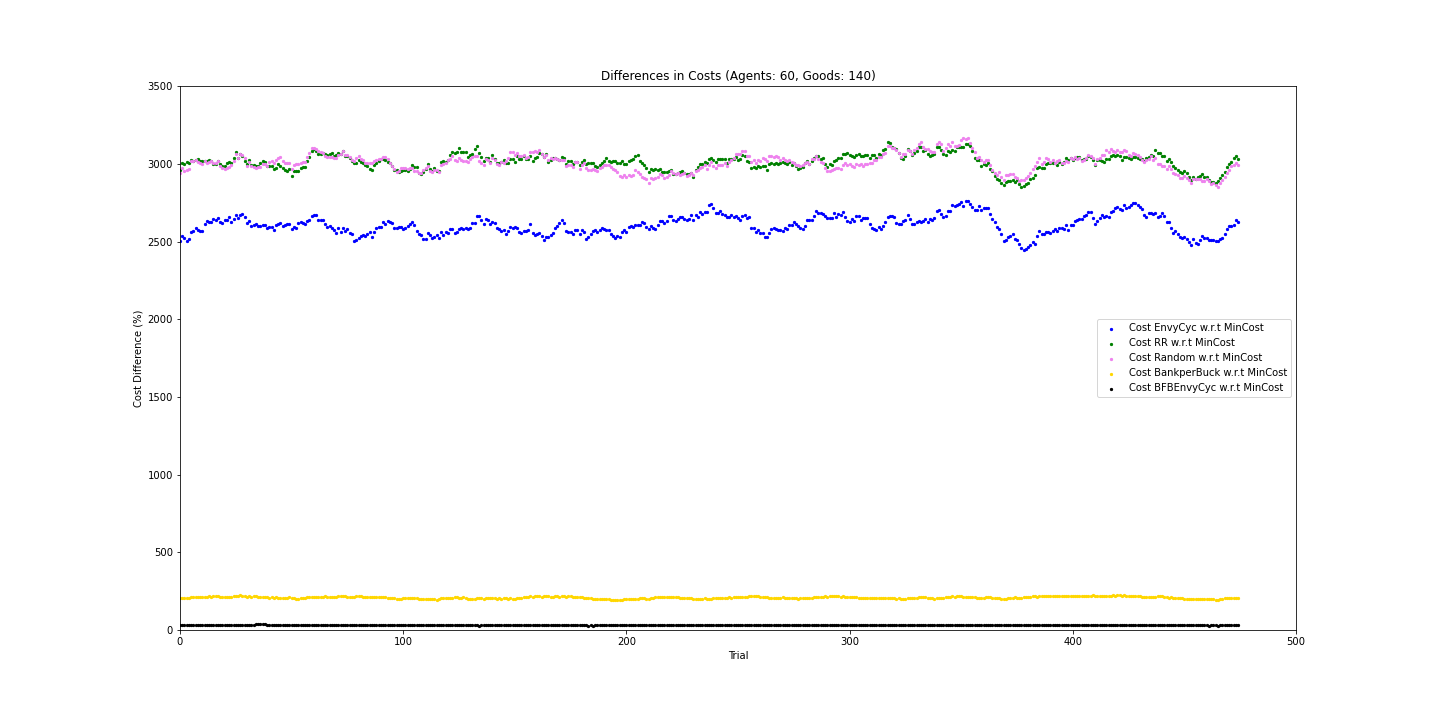 Differences in Costs (Agents: 60, Goods: 140)
3500
3000
2500
2000
1500
1000
500
0
Cost Difference (%)
Cost EnvyCyc w.r.t MinCost
Cost RR w.r.t MinCost
Cost Random w.r.t MinCost
Cost BankperBuck w.r.t MinCost
Cost BFBEnvyCyc w.r.t MinCost
0 100 200 300 400 500
Trial